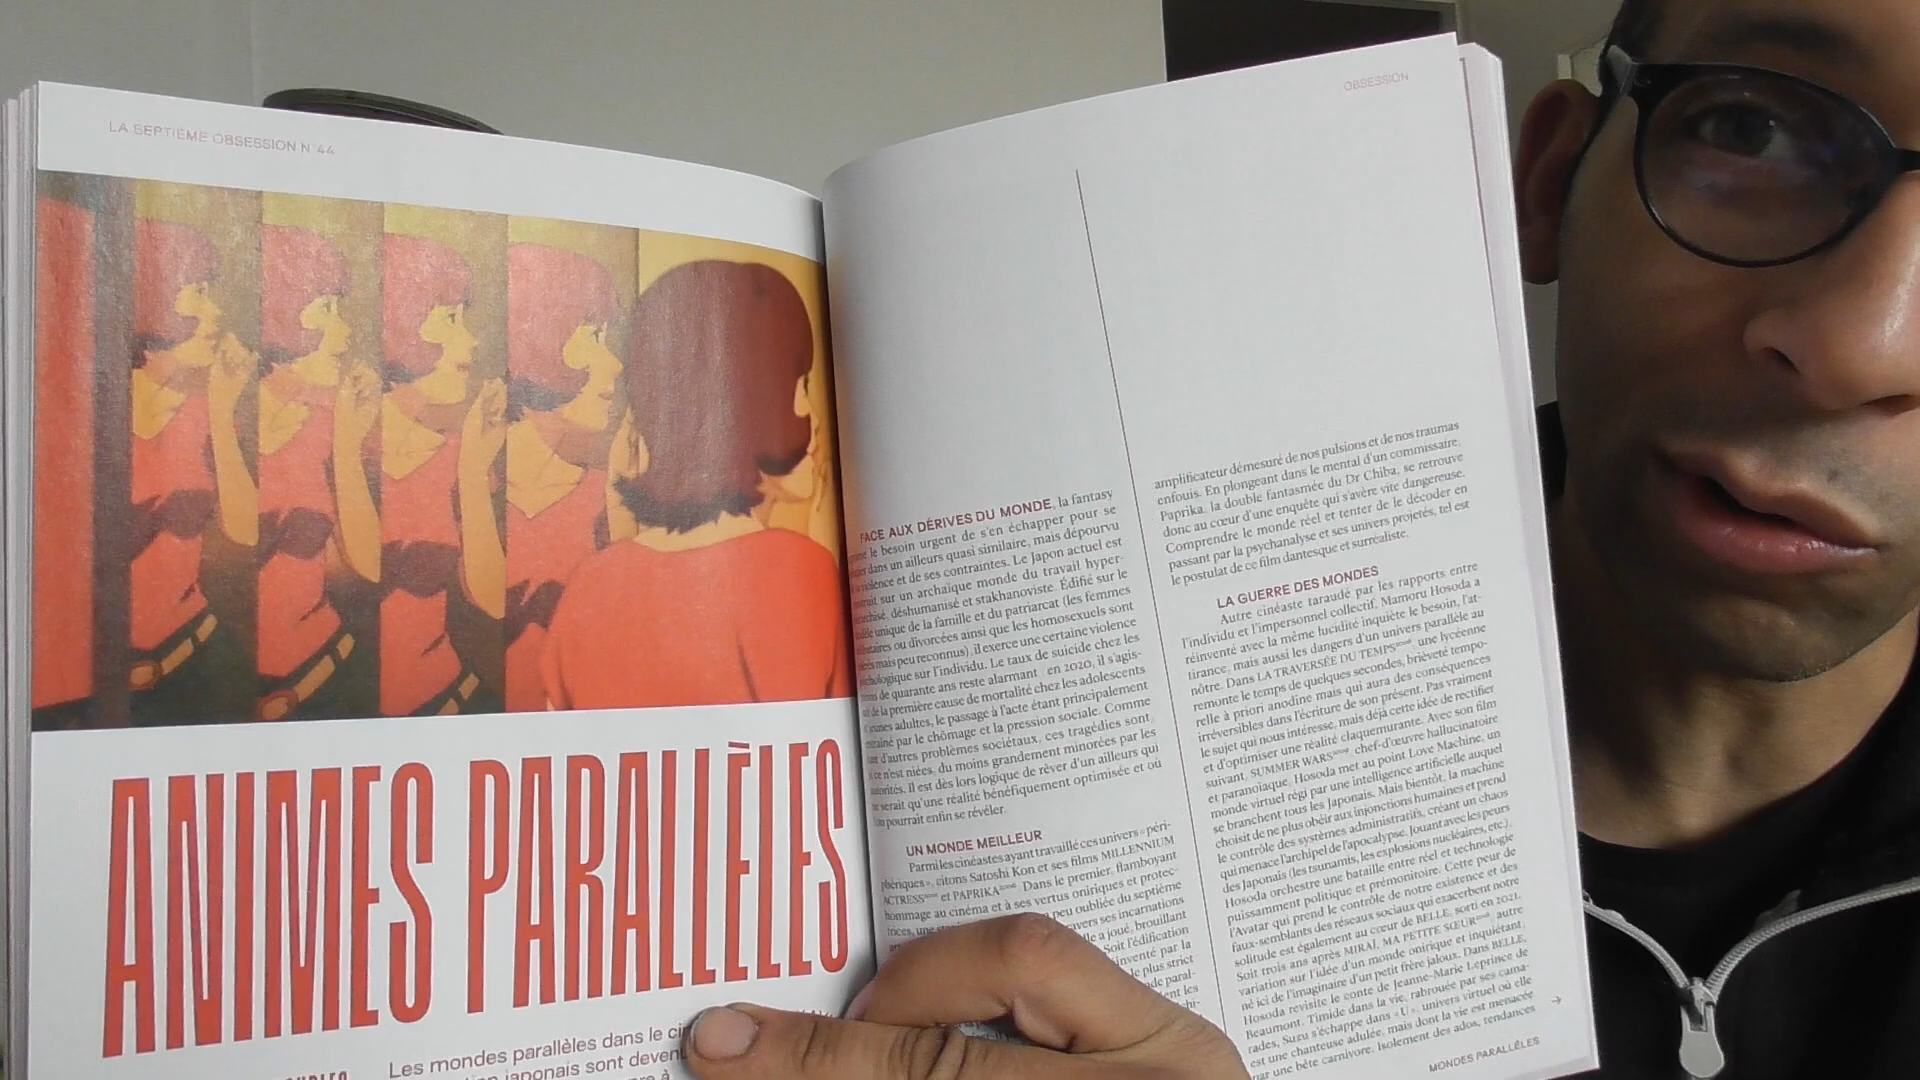 LA SEPTIÈME OBSESSION N°44
ANIMES PARALLÈLES
Les mondes parallèles dans le
japonais sont
OBSESSION
FACE AUX DÉRIVES DU MONDE, la fantasy
le besoin urgent de s'en échapper pour se
dans un ailleurs quasi similaire, mais dépourvu
et de ses contraintes. Le Japon actuel est
sur un archaïque monde du travail hyper-
déshumanisé et stakhanoviste. Édifié sur le
unique de la famille et du patriarcat (les femmes
ou divorcées ainsi que les homosexuels sont
mais peu reconnus), il exerce une certaine violence
sur l'individu. Le taux de suicide chez les
de quarante ans reste alarmant : en 2020, il s'agis-
de la première cause de mortalité chez les adolescents
adultes, le passage à l'acte étant principalement
par le chômage et la pression sociale. Comme
d'autres problèmes sociétaux, ces tragédies sont,
si ce n'est niées, du moins grandement minorées par les
autorités. Il est dès lors logique de rêver d'un ailleurs qui
ne serait qu'une réalité bénéfiquement optimisée et où
l'on pourrait enfin se révéler.
UN MONDE MEILLEUR
Parmi les cinéastes ayant travaillé ces univers « péri-
phériques », citons Satoshi Kon et ses films MILLENNIUM
ACTRESS et PAPRIKA. Dans le premier, flamboyant
hommage au cinéma et à ses vertus oniriques et protec-
trices, une peu oubliée du septième
ses incarnations
a joué, brouillant
Soit l'édification
par la
plus strict
paral-
les
amplificateur démesuré de nos pulsions et de nos traumas
enfouis. En plongeant dans le mental d'un commissaire,
Paprika, la double fantasmée du Dr Chiba, se retrouve
donc au cœur d'une enquête qui s'avère vite dangereuse.
Comprendre le monde réel et tenter de le décoder en
passant par la psychanalyse et ses univers projetés, tel est
le postulat de ce film dantesque et surréaliste.
LA GUERRE DES MONDES
Autre cinéaste taraudé par les rapports entre
l'individu et l'impersonnel collectif, Mamoru Hosoda a
réinventé avec la même lucidité inquiète le besoin, l'at-
tirance, mais aussi les dangers d'un univers parallèle au
nôtre. Dans LA TRAVERSÉE DU TEMPS, une lycéenne
remonte le temps de quelques secondes, brièveté tempo-
relle à priori anodine mais qui aura des conséquences
irréversibles dans l'écriture de son présent. Pas vraiment
le sujet qui nous intéresse, mais déjà cette idée de rectifier
et d'optimiser une réalité claquemurante. Avec son film
suivant, SUMMER WARS, chef-d'œuvre hallucinatoire
et paranoïaque, Hosoda met au point Love Machine, un
monde virtuel régi par une intelligence artificielle auquel
se branchent tous les Japonais. Mais bientôt, la machine
choisit de ne plus obéir aux injonctions humaines et prend
le contrôle des systèmes administratifs, créant un chaos
qui menace l'archipel de l'apocalypse. Jouant avec les peurs
des Japonais (les tsunamis, les explosions nucléaires, etc.),
Hosoda orchestre une bataille entre réel et technologie
puissamment politique et prémonitoire. Cette peur de
l'Avatar qui prend le contrôle de notre existence et des
faux-semblants des réseaux sociaux qui exacerbent notre
solitude est également au cœur de BELLE, sorti en 2021.
Soit trois ans après MIRAÏ, MA PETITE SŒUR, autre
variation sur l'idée d'un monde onirique et inquiétant,
né ici de l'imaginaire d'un petit frère jaloux. Dans BELLE,
Hosoda revisite le conte de Jeanne-Marie Leprince de
Beaumont. Timide dans la vie, rabrouée par ses cama-
rades, Suzu s'échappe dans « U », univers virtuel où elle
est une chanteuse adulée, mais dont la vie est menacée
par une bête carnivore. Isolement des ados, tendances
→
MONDES PARALLÈLES